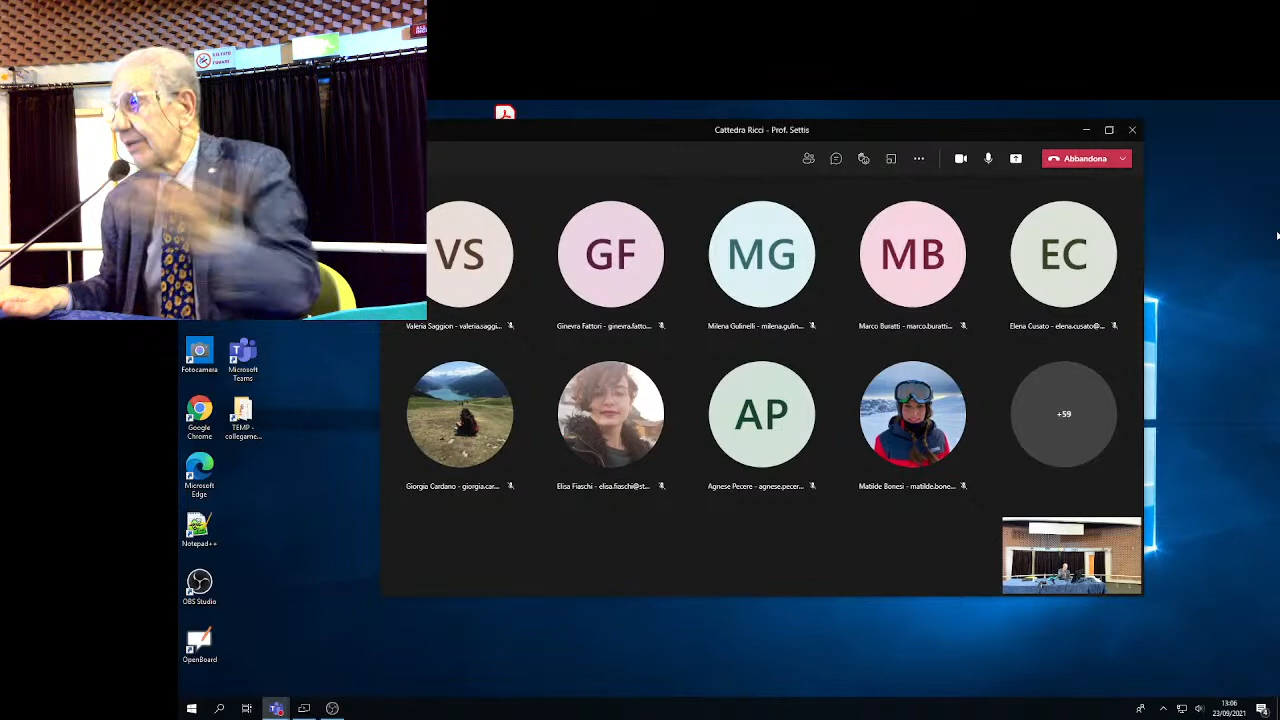 VIETATO
FUMARE
Cattedra Ricci - Prof. Settis
Abbandona
VS
GF
MG
MB
EC
Valeria Saggion - valeria.saggi...
Ginevra Fattori - ginevra.fatto...
Milena Gulinelli - milena.gulin...
Marco Buratti - marco.buratti...
Elena Cusato - elena.cusato@...
AP
+59
Giorgia Cardano - giorgia.car...
Elisa Fiaschi - elisa.fiaschi@st...
Agnese Pecere - agnese.pecer...
Matilde Bonesi - matilde.bone...
Fotocamera
Microsoft
Teams
Google
Chrome
TEMP -
collegame...
Microsoft
Edge
Notepad++
OBS Studio
OpenBoard
13:06
23/09/2021